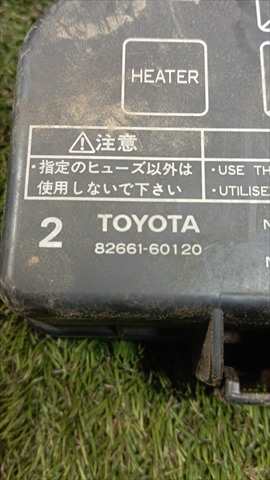 HEATER
⚠注意
・指定のヒューズ以外は
使用しないで下さい
・USE TH
・UTILISE
2 TOYOTA
82661-60120
N
N